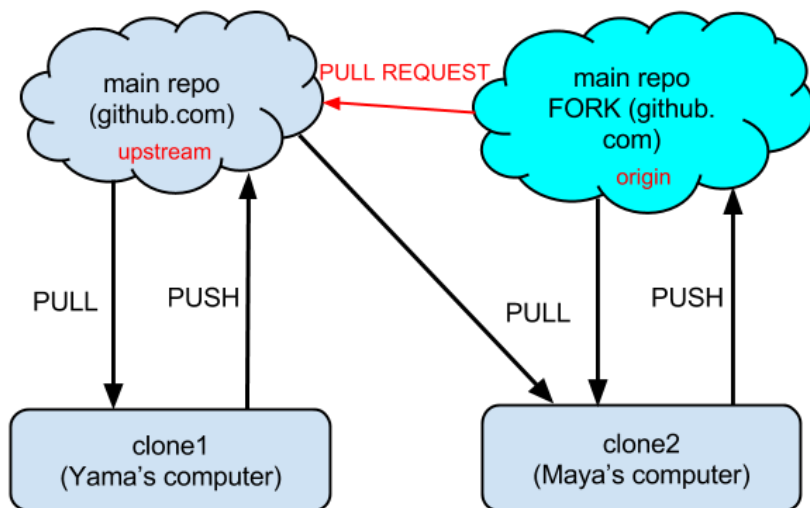 main repo
(github.com)
upstream
PULL REQUEST
main repo
FORK (github.
com)
origin
PULL
PUSH
PULL
PUSH
clone1
(Yama's computer)
clone2
(Maya's computer)